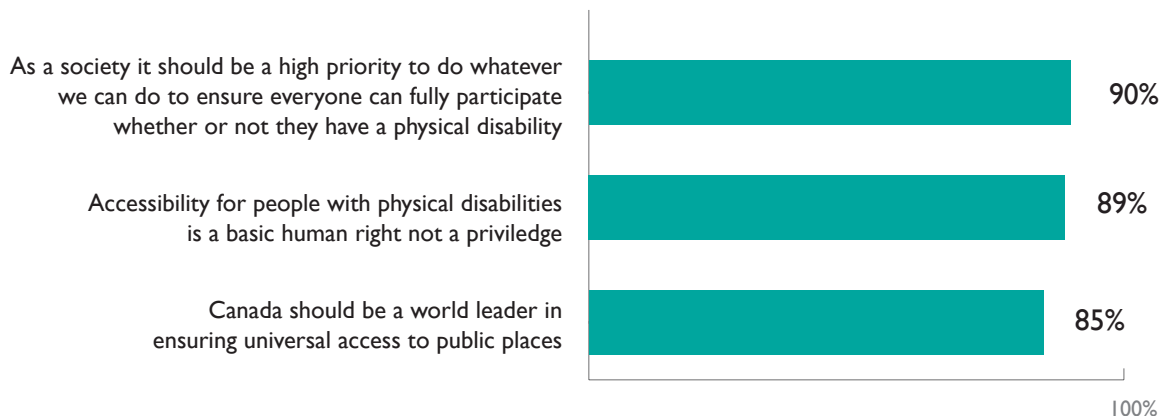 As a society it should be a high priority to do whatever
we can do to ensure everyone can fully participate
whether or not they have a physical disability
90%
Accessibility for people with physical disabilities
is a basic human right not a priviledge
89%
Canada should be a world leader in
ensuring universal access to public places
85%
100%